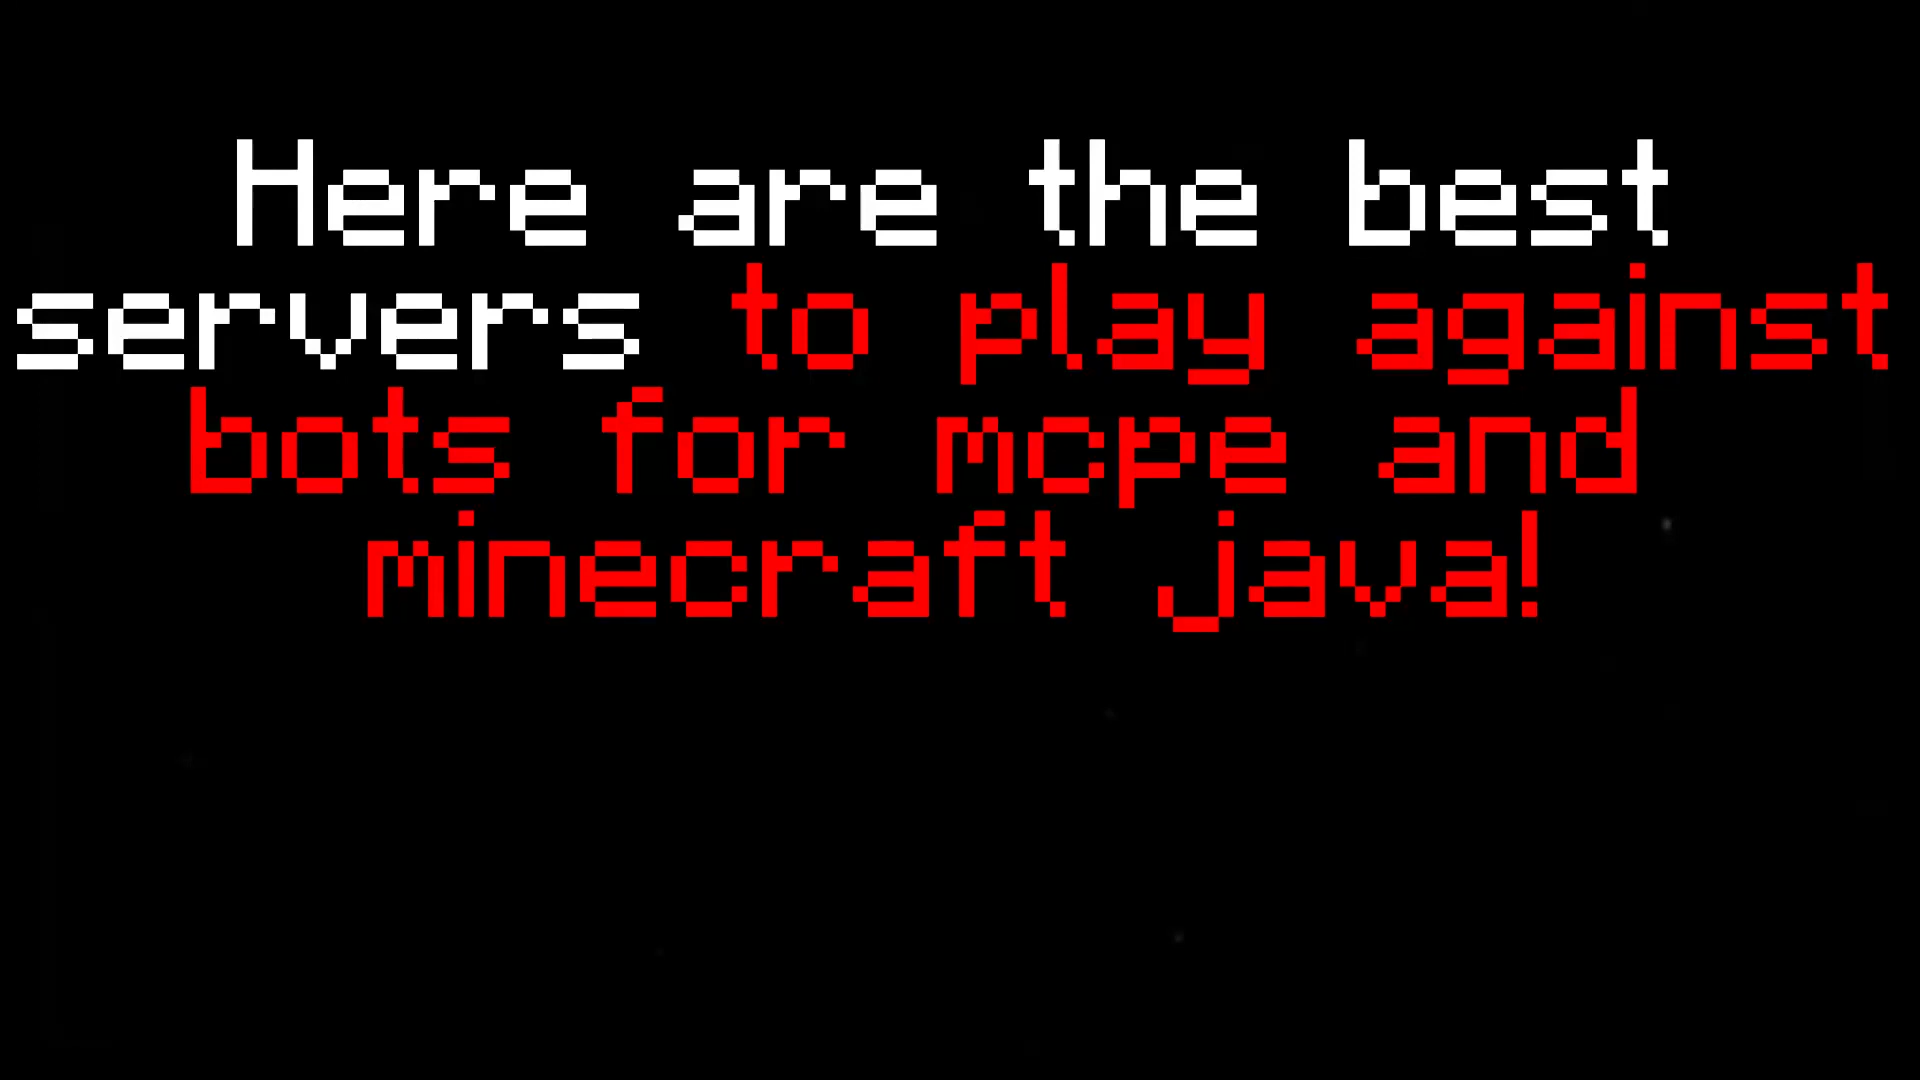 Here are the best
servers to play against
bots for mcpe and
minecraft java!